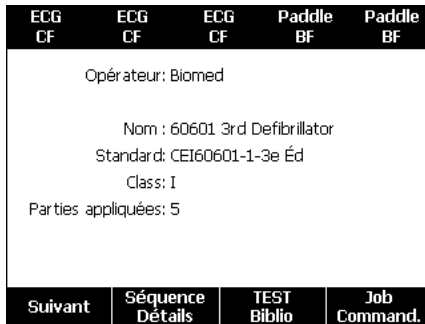 ECG ECG ECG Paddle Paddle
CF CF CF BF BF
Opérateur: Biomed
Nom : 60601 3rd Defibrillator
Standard: CEI60601-1-3e Éd
Class: I
Parties appliquées: 5
Suivant Séquence TEST Job
Détails Biblio Command.